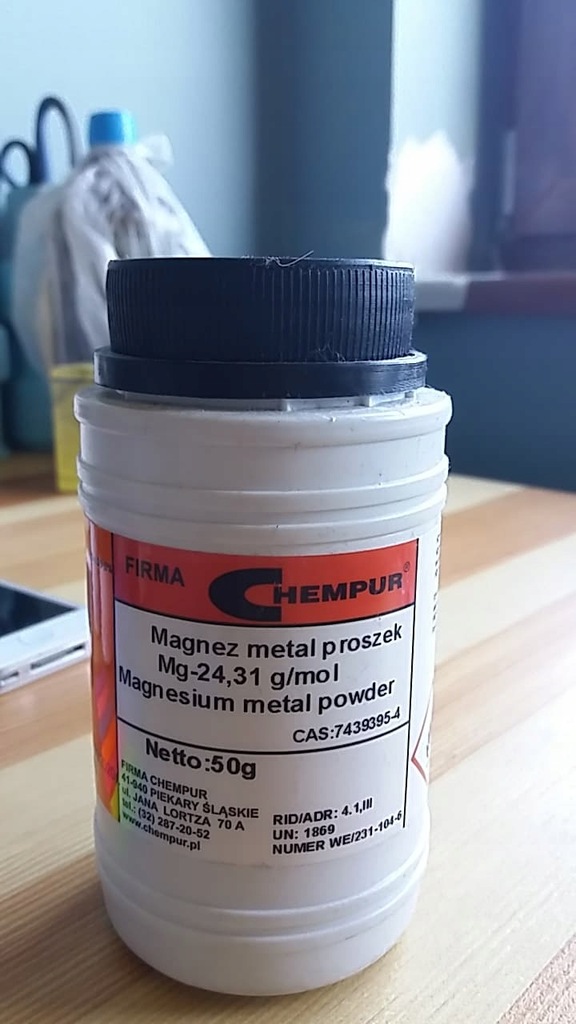 FIRMA CHEMPUR®
Magnez metal proszek
Mg-24,31 g/mol
Magnesium metal powder
CAS:7439395-4
Netto:50g
FIRMA CHEMPUR
41-940 PIEKARY ŚLĄSKIE
ul. JANA LORTZA 70 A
tel.: (32) 287-20-52
www.chempur.pl
RID/ADR: 4.1,III
UN: 1869
NUMER WE/231-104-6